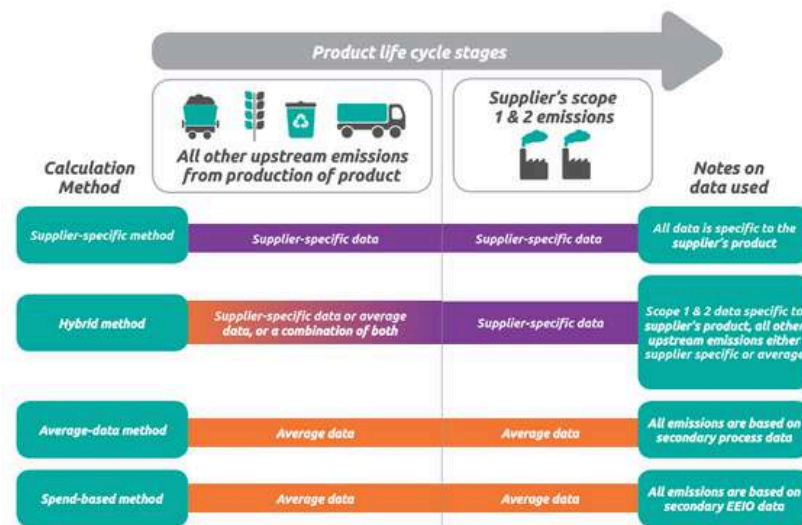 Product life cycle stages
Supplier's scope
1 & 2 emissions
All other upstream emissions
from production of product
Calculation
Method
Notes on
data used
Supplier-specific method
Supplier-specific data
Supplier-specific data
All data is specific to the
supplier's product
Hybrid method
Supplier-specific data or average
data, or a combination of both
Supplier-specific data
Scope 1 & 2 data specific to
supplier's product, all other
upstream emissions either
supplier specific or average
Average-data method
Average data
Average data
All emissions are based on
secondary process data
Spend-based method
Average data
Average data
All emissions are based on
secondary EEIO data